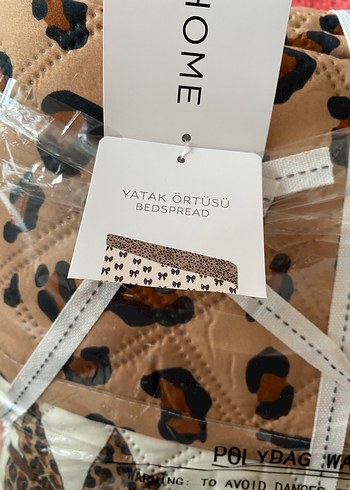 HOME
YATAK ÖRTÜSÜ
BEDSPREAD
POLYBAG WA
WARNING: TO AVOID DANGER